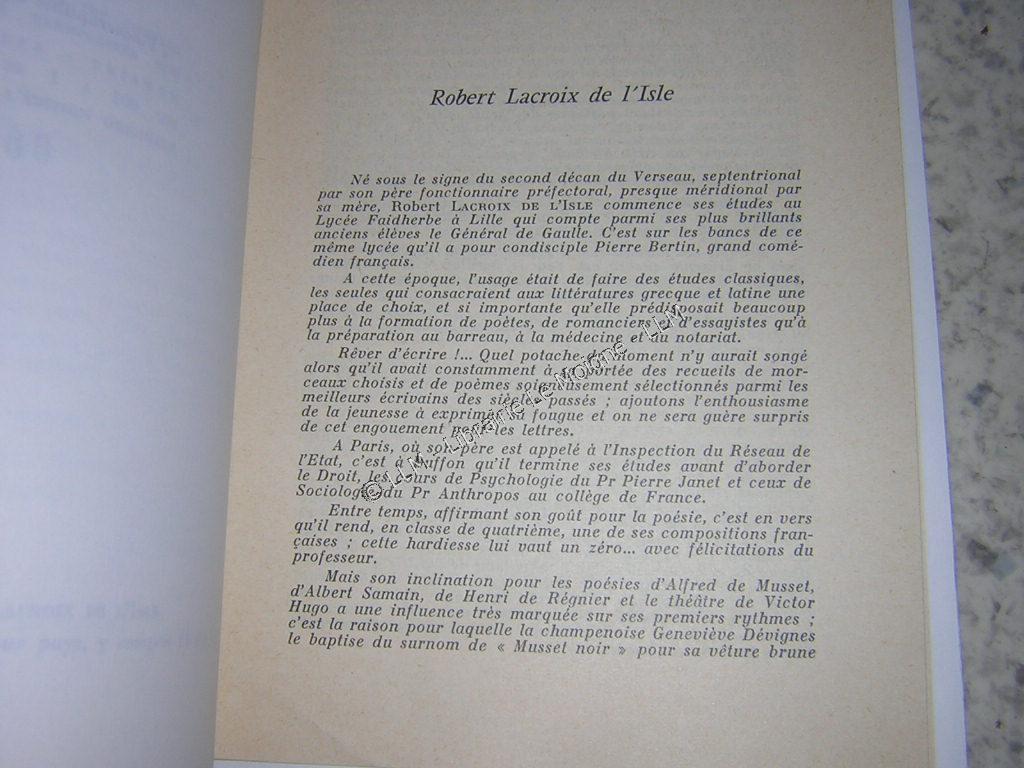 Robert Lacroix de l'Isle
Né sous le signe du second décan du Verseau, septentrional
par son père fonctionnaire préfectoral, presque méridional par
sa mère, Robert LACROIX DE L'ISLE commence ses études au
Lycée Faidherbe à Lille qui compte parmi ses plus brillants
anciens élèves le Général de Gaulle. C'est sur les bancs de ce
même lycée qu'il a pour condisciple Pierre Bertin, grand comé-
dien français.
A cette époque, l'usage était de faire des études classiques,
les seules qui consacraient aux littératures grecque et latine une
place de choix, et si importante qu'elle prédisposait beaucoup
plus à la formation de poètes, de romanciers d'essayistes qu'à
la préparation au barreau, à la médecine et au notariat.
Rêver d'écrire !... Quel potache du moment n'y aurait songé
alors qu'il avait constamment à sa portée des recueils de mor-
ceaux choisis et de poèmes soigneusement sélectionnés parmi les
meilleurs écrivains des siècles passés ; ajoutons l'enthousiasme
de la jeunesse à exprimer sa fougue et on ne sera guère surpris
de cet engouement pour les lettres.
A Paris, où son père est appelé à l'Inspection du Réseau de
l'Etat, c'est à Buffon qu'il termine ses études avant d'aborder
le Droit, les cours de Psychologie du Pr Pierre Janet et ceux de
Sociologie du Pr Anthropos au collège de France.
Entre temps, affirmant son goût pour la poésie, c'est en vers
qu'il rend, en classe de quatrième, une de ses compositions fran-
çaises ; cette hardiesse lui vaut un zéro... avec félicitations du
professeur.
Mais son inclination pour les poésies d'Alfred de Musset,
d'Albert Samain, de Henri de Régnier et le théâtre de Victor
Hugo a une influence très marquée sur ses premiers rythmes ;
c'est la raison pour laquelle la champenoise Geneviève Dévignes
le baptise du surnom de « Musset noir » pour sa vêture brune
Librairie Le Moigne